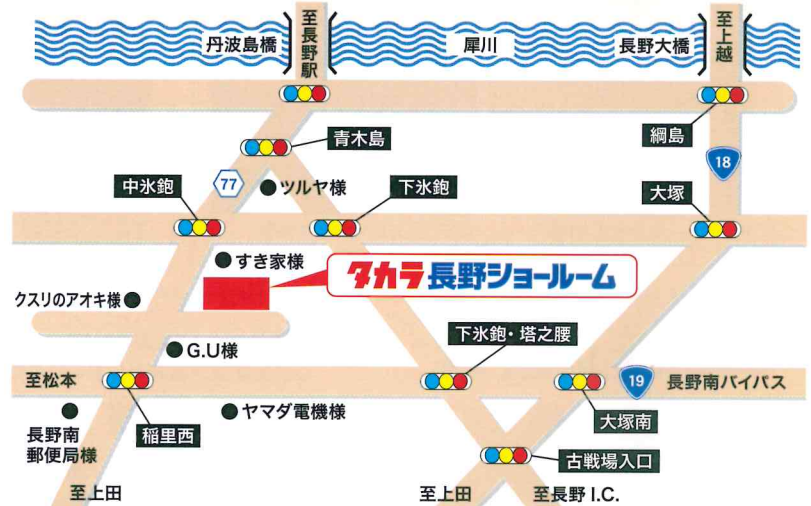 丹波島橋
至長野駅
犀川
長野大橋
至上越
青木島
綱島
18
中氷鉋
77
ツルヤ様
下氷鉋
大塚
すき家様
タカラ長野ショールーム
クスリのアオキ様
G.U様
下氷鉋・塔之腰
至松本
19
長野南バイパス
稲里西
ヤマダ電機様
大塚南
長野南
郵便局様
古戦場入口
至上田
至上田
至長野I.C.